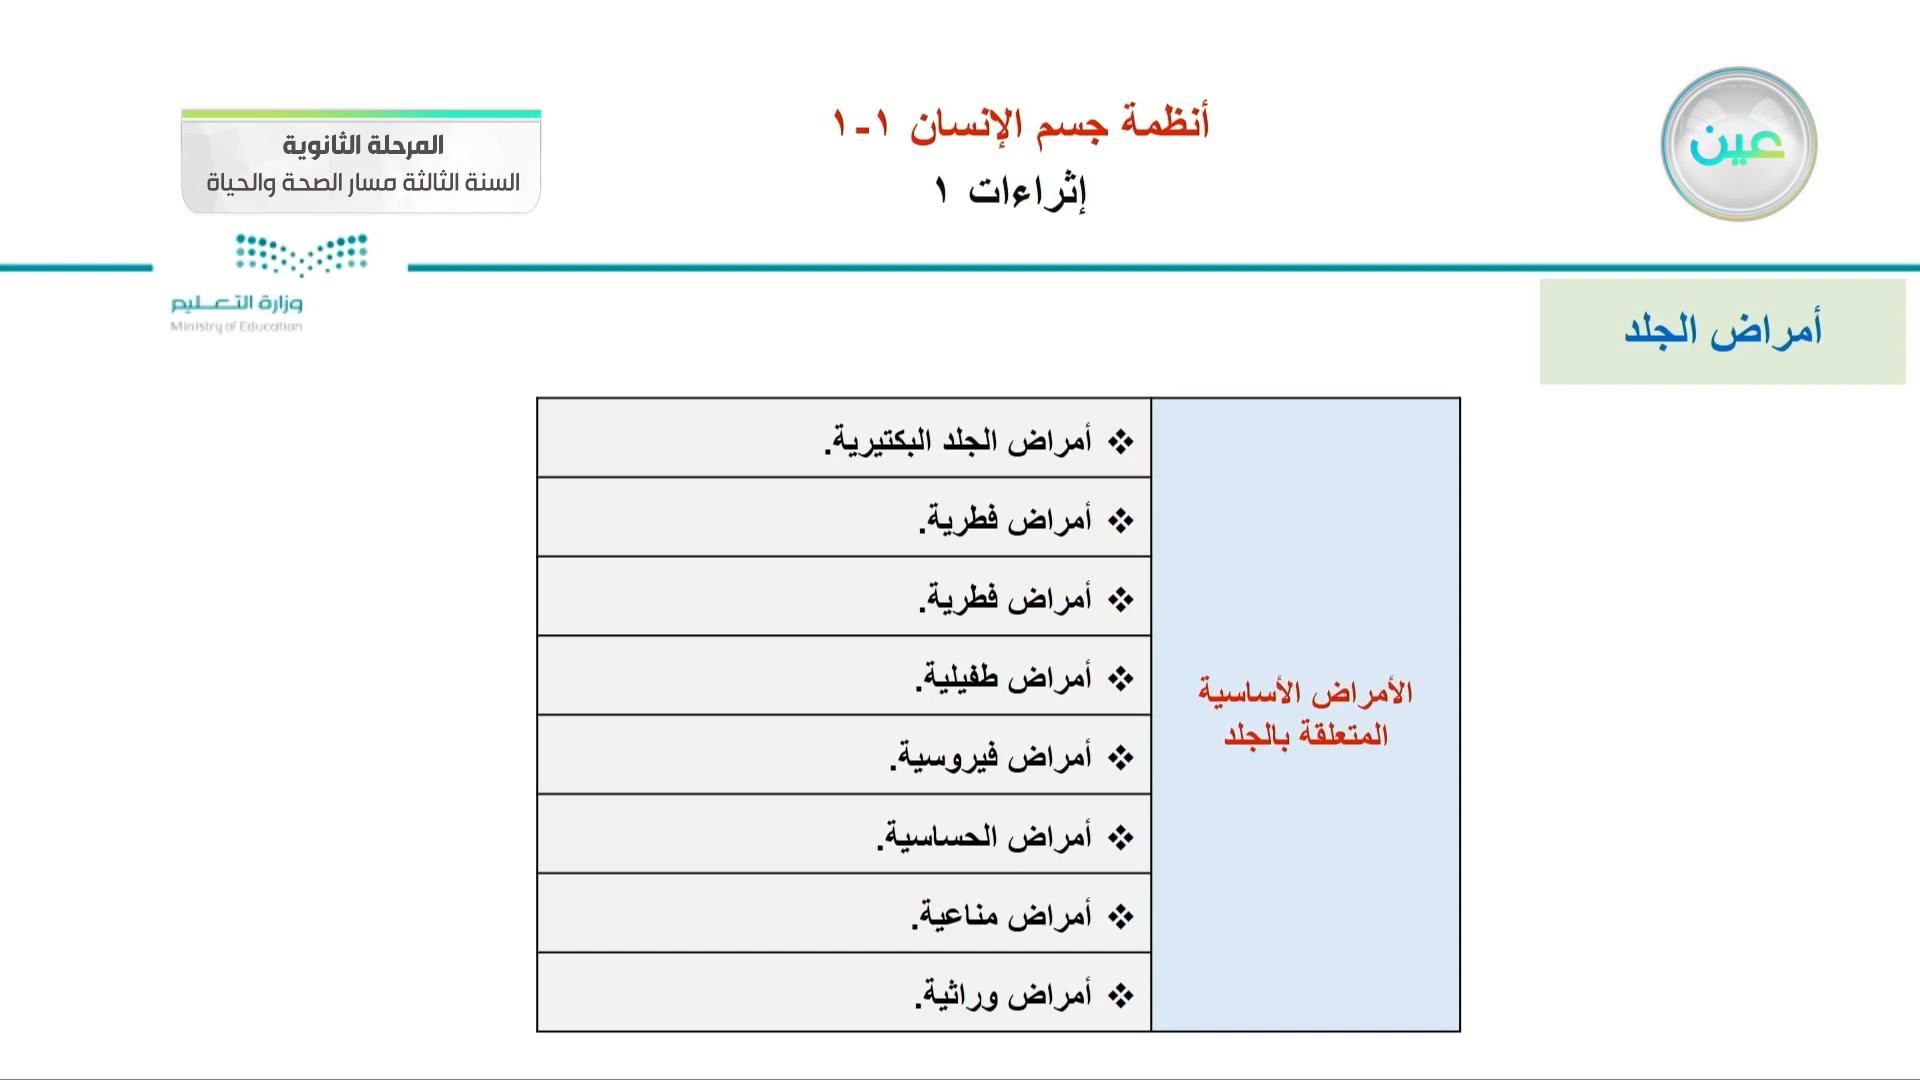 أنظمة جسم الإنسان ١-١
إثراءات ١
عين
المرحلة الثانوية
السنة الثالثة مسار الصحة والحياة
وزارة التعليم
Ministry of Education
أمراض الجلد
الأمراض الأساسية
المتعلقة بالجلد
❖ أمراض الجلد البكتيرية.
❖ أمراض فطرية.
❖ أمراض فطرية.
❖ أمراض طفيلية.
❖ أمراض فيروسية.
❖ أمراض الحساسية.
❖ أمراض مناعية.
❖ أمراض وراثية.